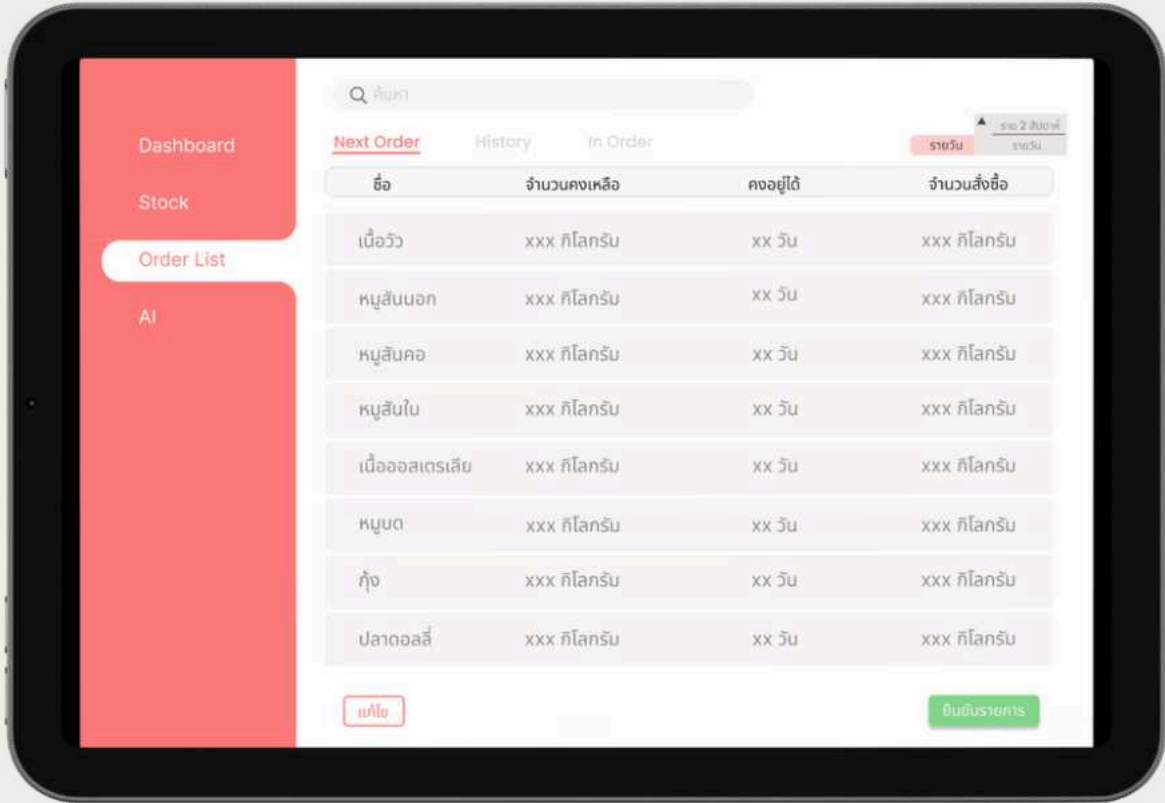 ค้นหา
Dashboard
Stock
Order List
AI
Next Order History In Order
ราย 2 สัปดาห์
รายวัน รายวัน
ชื่อ จำนวนคงเหลือ คงอยู่ได้ จำนวนสั่งซื้อ
เนื้อวัว xxx กิโลกรัม xx วัน xxx กิโลกรัม
หมูสันนอก xxx กิโลกรัม xx วัน xxx กิโลกรัม
หมูสันคอ xxx กิโลกรัม xx วัน xxx กิโลกรัม
หมูสันใน xxx กิโลกรัม xx วัน xxx กิโลกรัม
เนื้อออสเตรเลีย xxx กิโลกรัม xx วัน xxx กิโลกรัม
หมูบด xxx กิโลกรัม xx วัน xxx กิโลกรัม
กุ้ง xxx กิโลกรัม xx วัน xxx กิโลกรัม
ปลาดอลลี่ xxx กิโลกรัม xx วัน xxx กิโลกรัม
แก้ไข ยืนยันรายการ